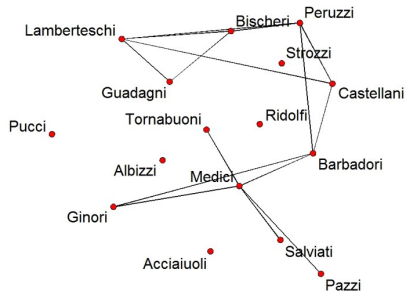 Peruzzi
Bischeri
Lamberteschi
Strozzi
Castellani
Guadagni
Tornabuoni
Ridolfi
Pucci
Albizzi
Medici
Barbadori
Ginori
Salviati
Acciaiuoli
Pazzi